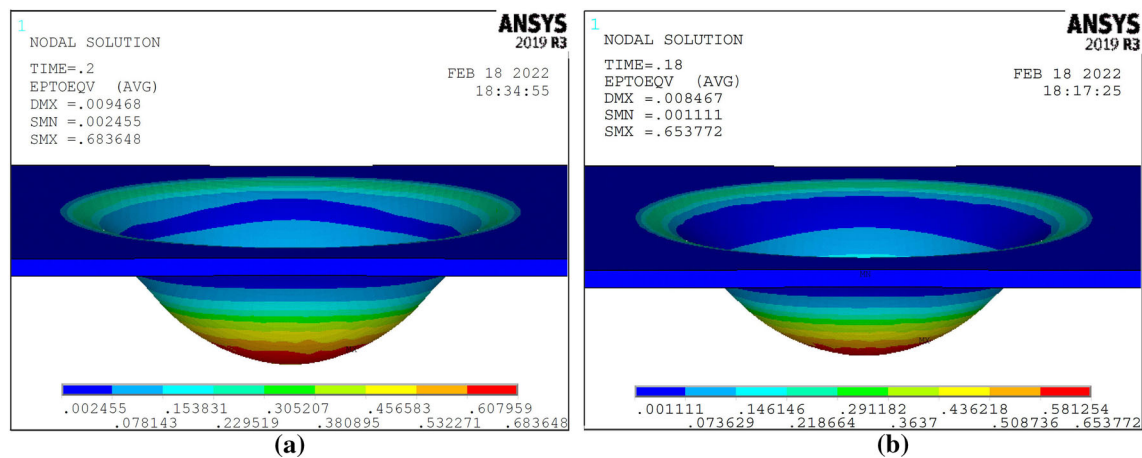 1
ANSYS
2019 R3
NODAL SOLUTION
TIME=.2
EPTOEQV (AVG)
DMX =.009468
SMN =.002455
SMX =.683648
FEB 18 2022
18:34:55
.002455 .153831 .305207 .456583 .607959
.078143 .229519 .380895 .532271 .683648
(a)
1
ANSYS
2019 R3
NODAL SOLUTION
TIME=.18
EPTOEQV (AVG)
DMX =.008467
SMN =.001111
SMX =.653772
FEB 18 2022
18:17:25
MX
.001111 .146146 .291182 .436218 .581254
.073629 .218664 .3637 .508736 .653772
(b)